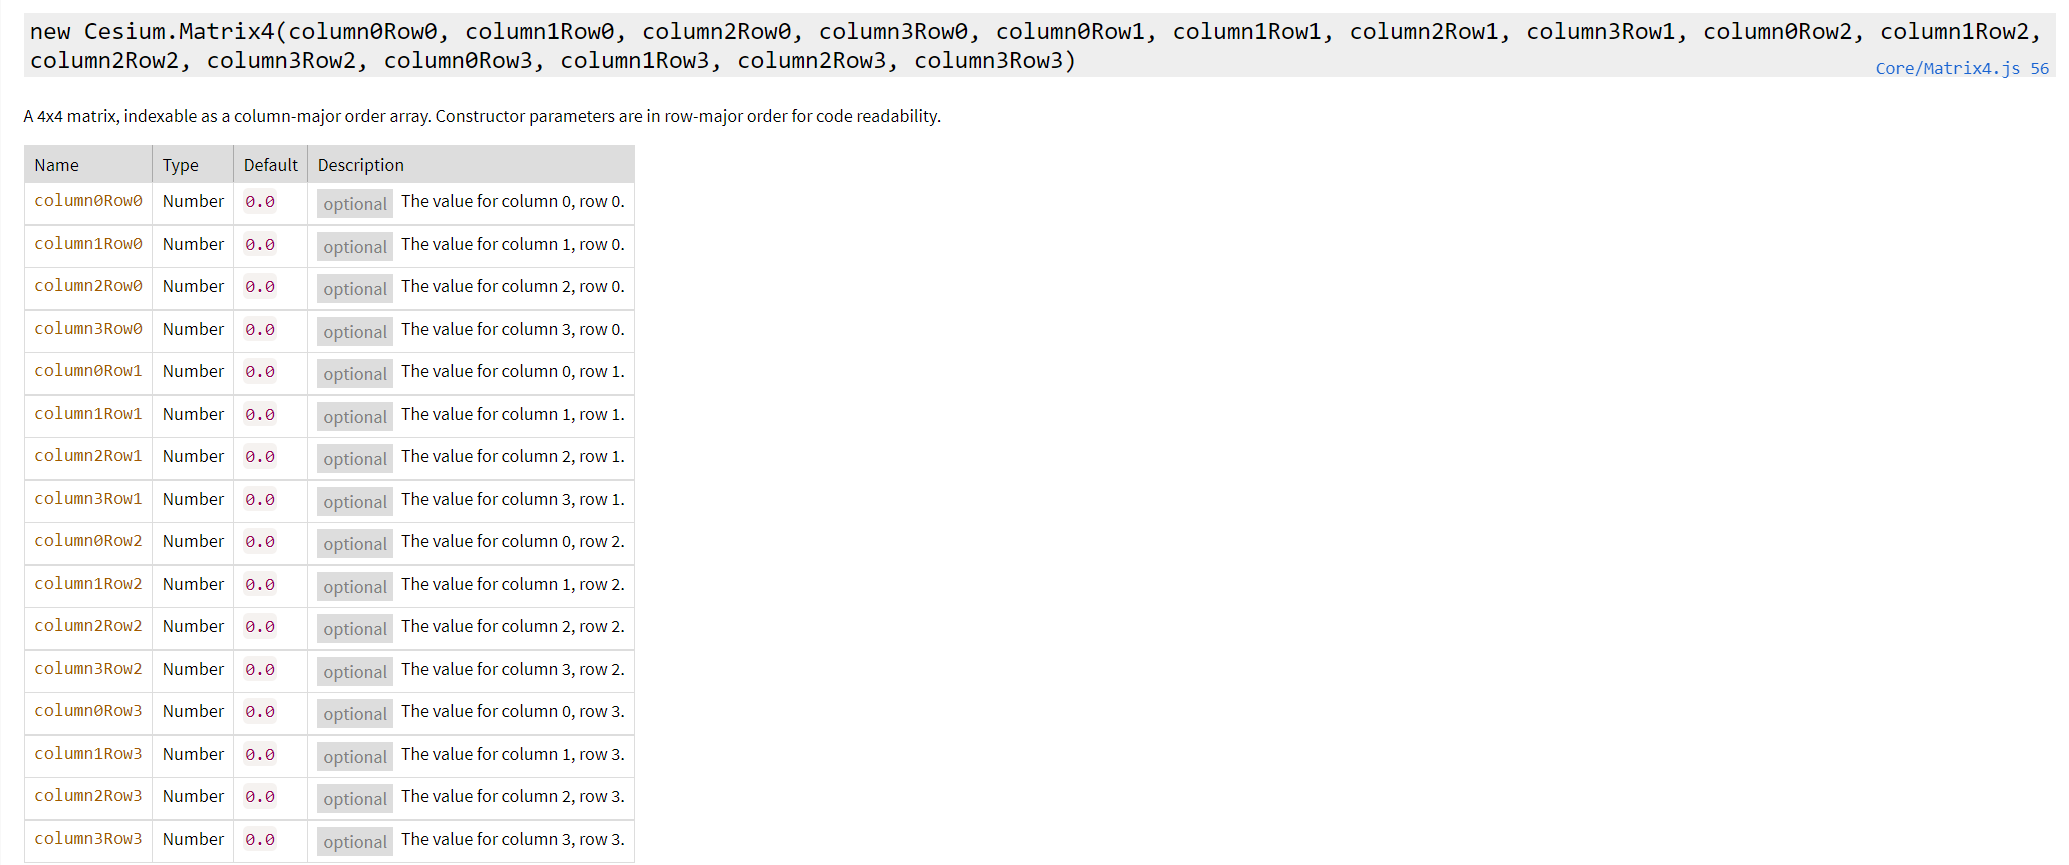 new Cesium.Matrix4(column0Row0, column1Row0, column2Row0, column3Row0, column0Row1, column1Row1, column2Row1, column3Row1, column0Row2, column1Row2,
column2Row2, column3Row2, column0Row3, column1Row3, column2Row3, column3Row3)
Core/Matrix4.js 56
A 4x4 matrix, indexable as a column-major order array. Constructor parameters are in row-major order for code readability.
Name Type Default Description
column0Row0 Number 0.0 optional The value for column 0, row 0.
column1Row0 Number 0.0 optional The value for column 1, row 0.
column2Row0 Number 0.0 optional The value for column 2, row 0.
column3Row0 Number 0.0 optional The value for column 3, row 0.
column0Row1 Number 0.0 optional The value for column 0, row 1.
column1Row1 Number 0.0 optional The value for column 1, row 1.
column2Row1 Number 0.0 optional The value for column 2, row 1.
column3Row1 Number 0.0 optional The value for column 3, row 1.
column0Row2 Number 0.0 optional The value for column 0, row 2.
column1Row2 Number 0.0 optional The value for column 1, row 2.
column2Row2 Number 0.0 optional The value for column 2, row 2.
column3Row2 Number 0.0 optional The value for column 3, row 2.
column0Row3 Number 0.0 optional The value for column 0, row 3.
column1Row3 Number 0.0 optional The value for column 1, row 3.
column2Row3 Number 0.0 optional The value for column 2, row 3.
column3Row3 Number 0.0 optional The value for column 3, row 3.